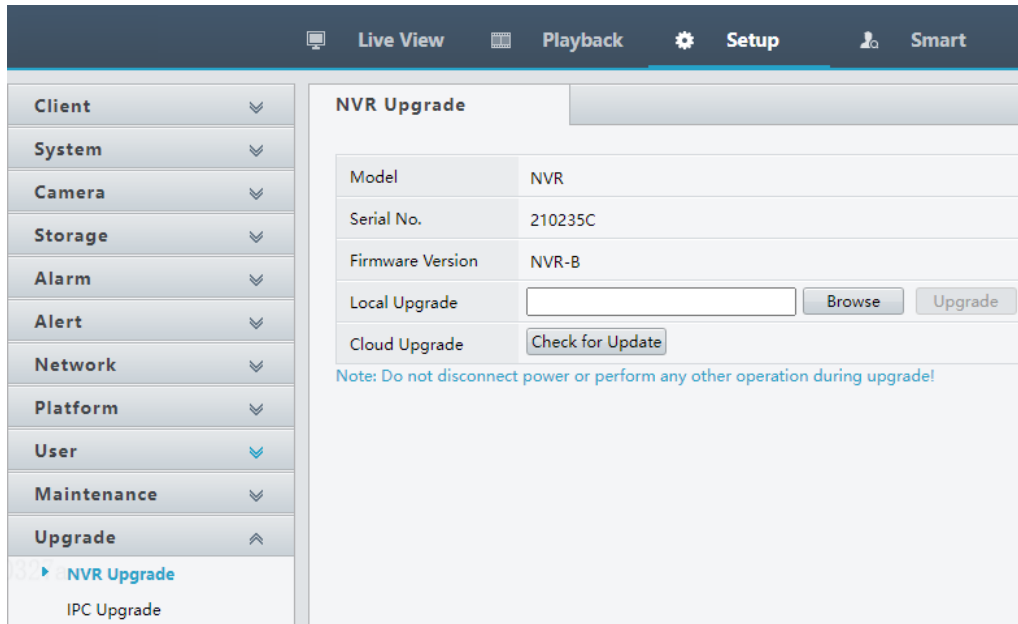 Live View Playback Setup Smart
Client
System
Camera
Storage
Alarm
Alert
Network
Platform
User
Maintenance
Upgrade
NVR Upgrade
IPC Upgrade
NVR Upgrade
Model NVR
Serial No. 210235C
Firmware Version NVR-B
Local Upgrade Browse Upgrade
Cloud Upgrade Check for Update
Note: Do not disconnect power or perform any other operation during upgrade!